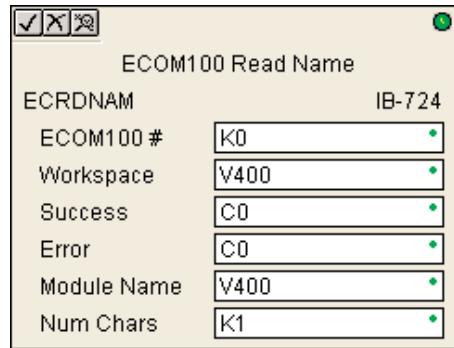 ECOM100 Read Name
ECRDNAM IB-724
ECOM100 # K0
Workspace V400
Success C0
Error C0
Module Name V400
Num Chars K1